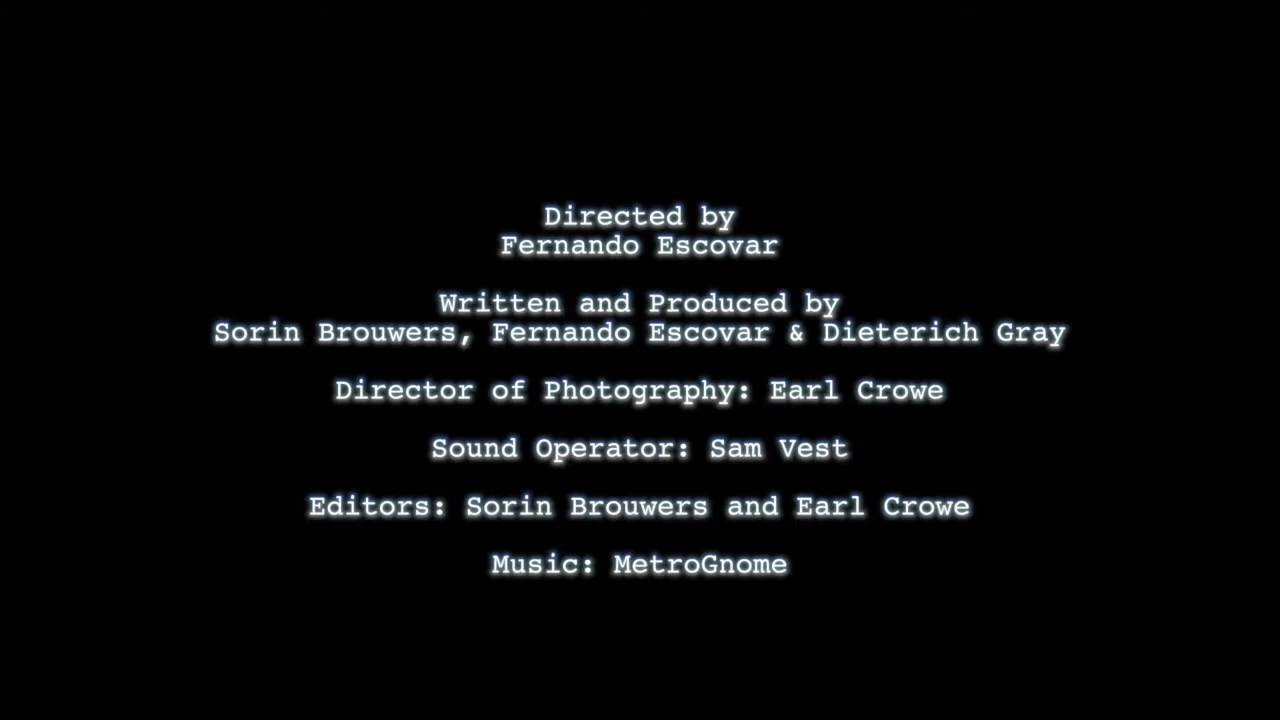 Directed by
Fernando Escovar
Written and Produced by
Sorin Brouwers, Fernando Escovar & Dieterich Gray
Director of Photography: Earl Crowe
Sound Operator: Sam Vest
Editors: Sorin Brouwers and Earl Crowe
Music: MetroGnome